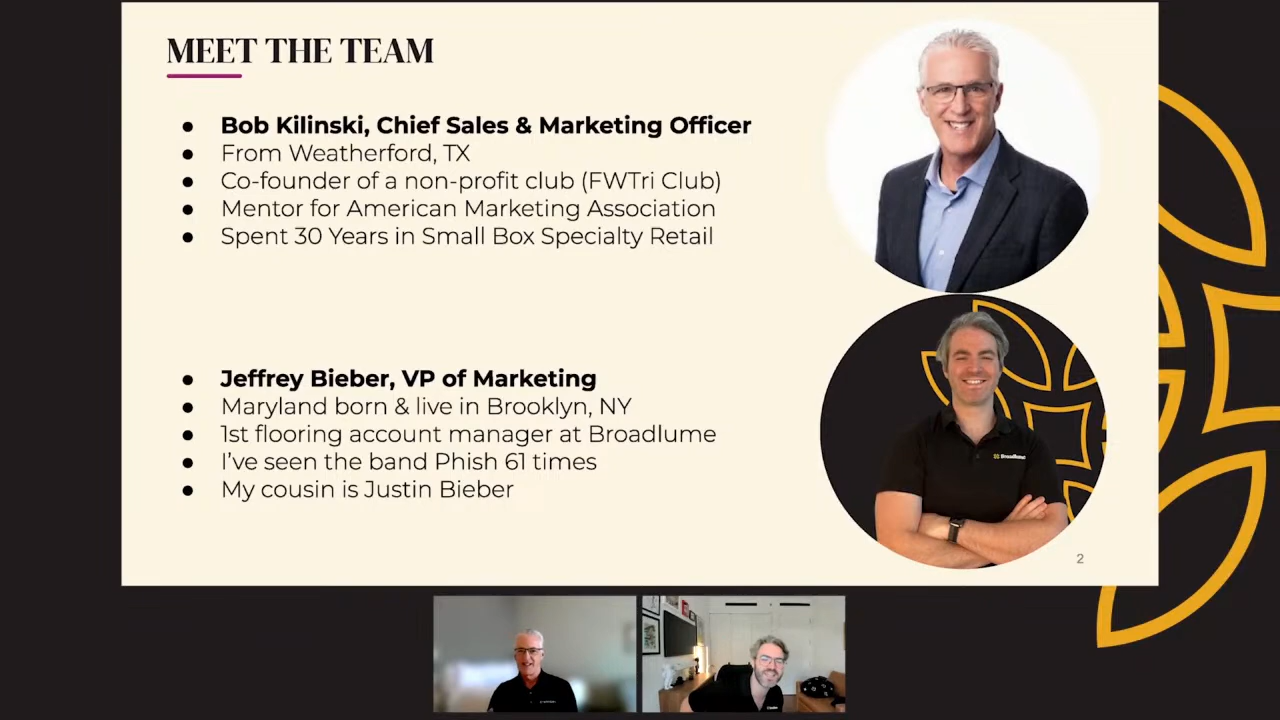 MEET THE TEAM
● Bob Kilinski, Chief Sales & Marketing Officer
● From Weatherford, TX
● Co-founder of a non-profit club (FWTri Club)
● Mentor for American Marketing Association
● Spent 30 Years in Small Box Specialty Retail
● Jeffrey Bieber, VP of Marketing
● Maryland born & live in Brooklyn, NY
● 1st flooring account manager at Broadlume
● I’ve seen the band Phish 61 times
● My cousin is Justin Bieber
Broadlume
2